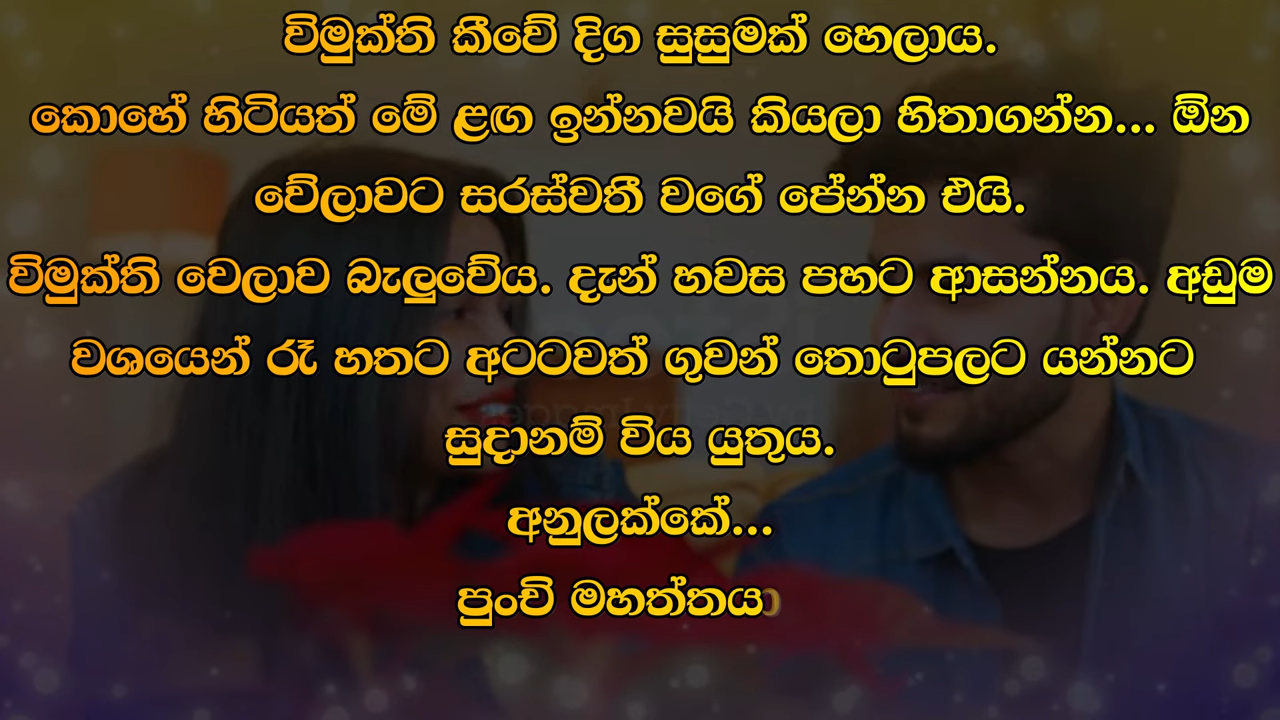 විමුක්ති කීවේ දිග සුසුමක් හෙලාය.
කොහේ හිටියත් මේ ළඟ ඉන්නවයි කියලා හිතාගන්න... ඕන
වේලාවට සරස්වතී වගේ පේන්න එයි.
විමුක්ති වෙලාව බැලුවේය. දැන් හවස පහට ආසන්නය. අඩුම
වශයෙන් රෑ හතට අටටවත් ගුවන් තොටුපලට යන්නට
සුදානම් විය යුතුය.
අනුලක්කේ...
පුංචි මහත්තයා